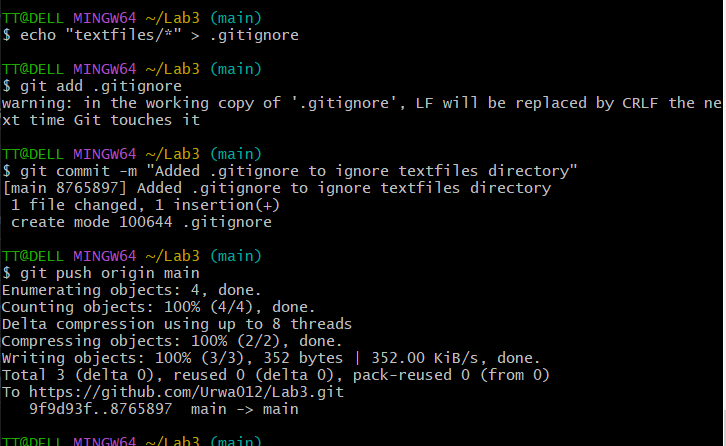 TT@DELL MINGW64 ~/Lab3 (main)
$ echo "textfiles/*" > .gitignore

TT@DELL MINGW64 ~/Lab3 (main)
$ git add .gitignore
warning: in the working copy of '.gitignore', LF will be replaced by CRLF the ne
xt time Git touches it

TT@DELL MINGW64 ~/Lab3 (main)
$ git commit -m "Added .gitignore to ignore textfiles directory"
[main 8765897] Added .gitignore to ignore textfiles directory
 1 file changed, 1 insertion(+)
 create mode 100644 .gitignore

TT@DELL MINGW64 ~/Lab3 (main)
$ git push origin main
Enumerating objects: 4, done.
Counting objects: 100% (4/4), done.
Delta compression using up to 8 threads
Compressing objects: 100% (2/2), done.
Writing objects: 100% (3/3), 352 bytes | 352.00 KiB/s, done.
Total 3 (delta 0), reused 0 (delta 0), pack-reused 0 (from 0)
To https://github.com/Urwa012/Lab3.git
   9f9d93f..8765897  main -> main

TT@DELL MINGW64 ~/Lab3 (main)